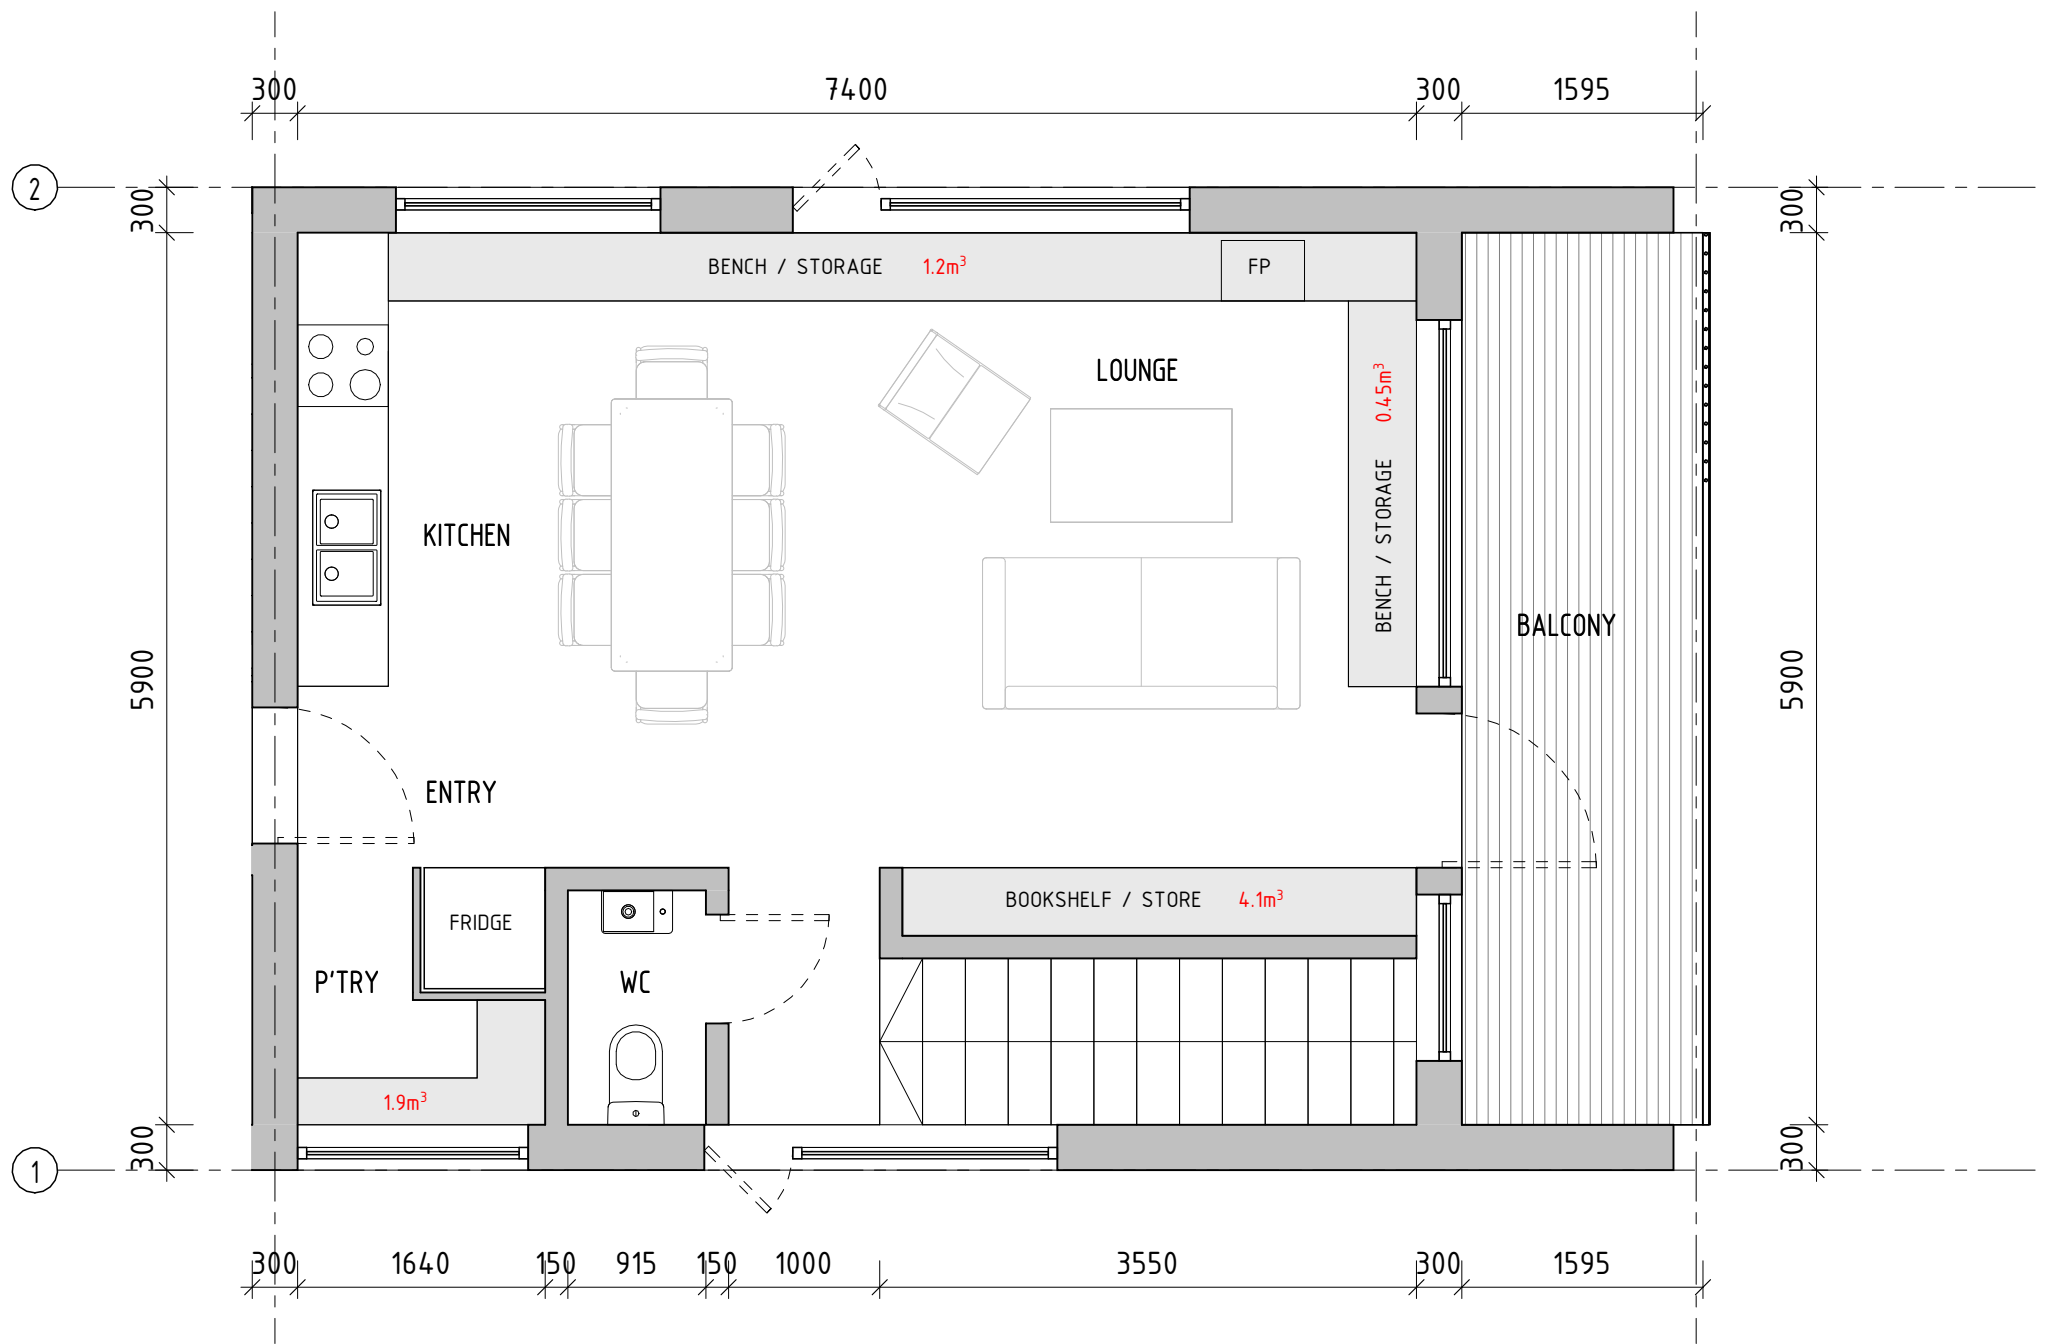 300 7400 300 1595
2
300
300
BENCH / STORAGE 1.2m³
FP
LOUNGE
BENCH / STORAGE 0.45m³
KITCHEN
BALCONY
5900
5900
ENTRY
BOOKSHELF / STORE 4.1m³
FRIDGE
P'TRY
WC
1.9m³
300
300
1
300 1640 150 915 150 1000 3550 300 1595